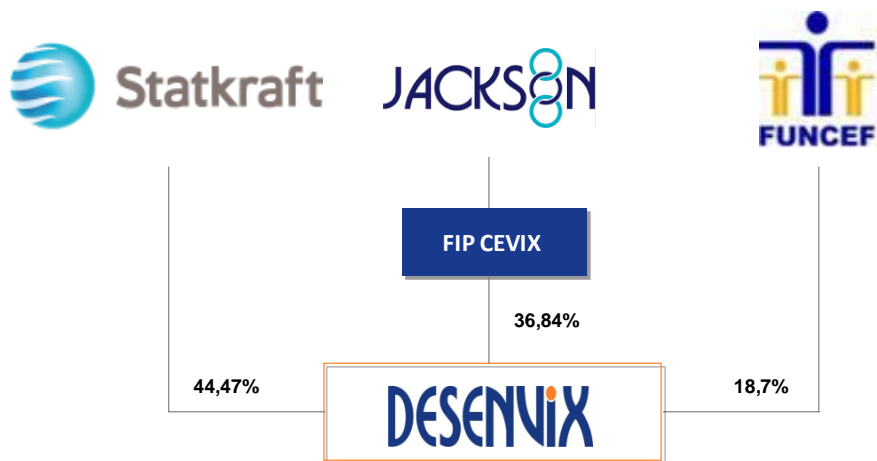 Statkraft
JACKSON
FUNCEF
FIP CEVIX
36,84%
44,47%
18,7%
DESENVIX